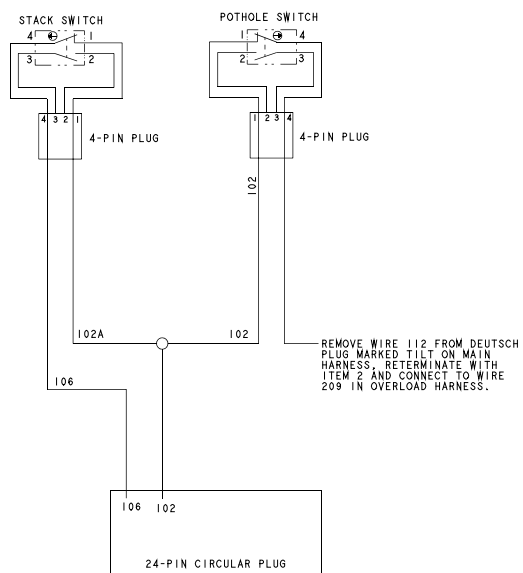 STACK SWITCH
POTHOLE SWITCH
4 1
3 2
1 4
2 3
4 3 2 1
4-PIN PLUG
1 2 3 4
4-PIN PLUG
102
102A
102
REMOVE WIRE 112 FROM DEUTSCH
PLUG MARKED TILT ON MAIN
HARNESS, RETERMINATE WITH
ITEM 2 AND CONNECT TO WIRE
209 IN OVERLOAD HARNESS.
106
106 102
24-PIN CIRCULAR PLUG